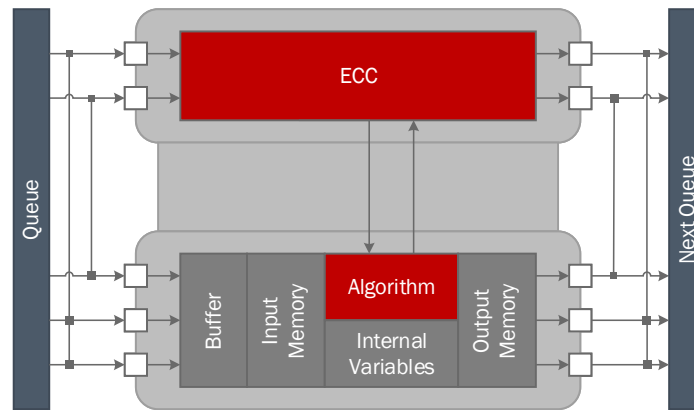 Queue
ECC
Buffer
Input
Memory
Algorithm
Internal
Variables
Output
Memory
Next Queue